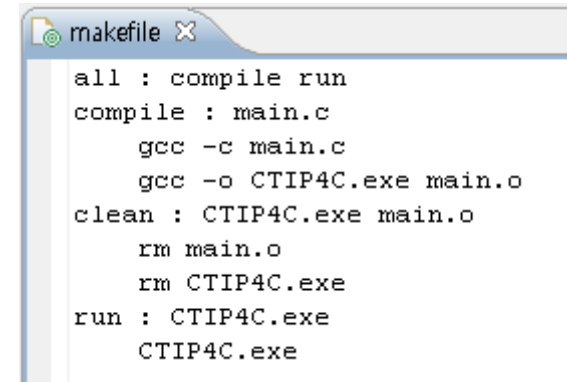 makefile
all : compile run
compile : main.c
    gcc -c main.c
    gcc -o CTIP4C.exe main.o
clean : CTIP4C.exe main.o
    rm main.o
    rm CTIP4C.exe
run : CTIP4C.exe
    CTIP4C.exe